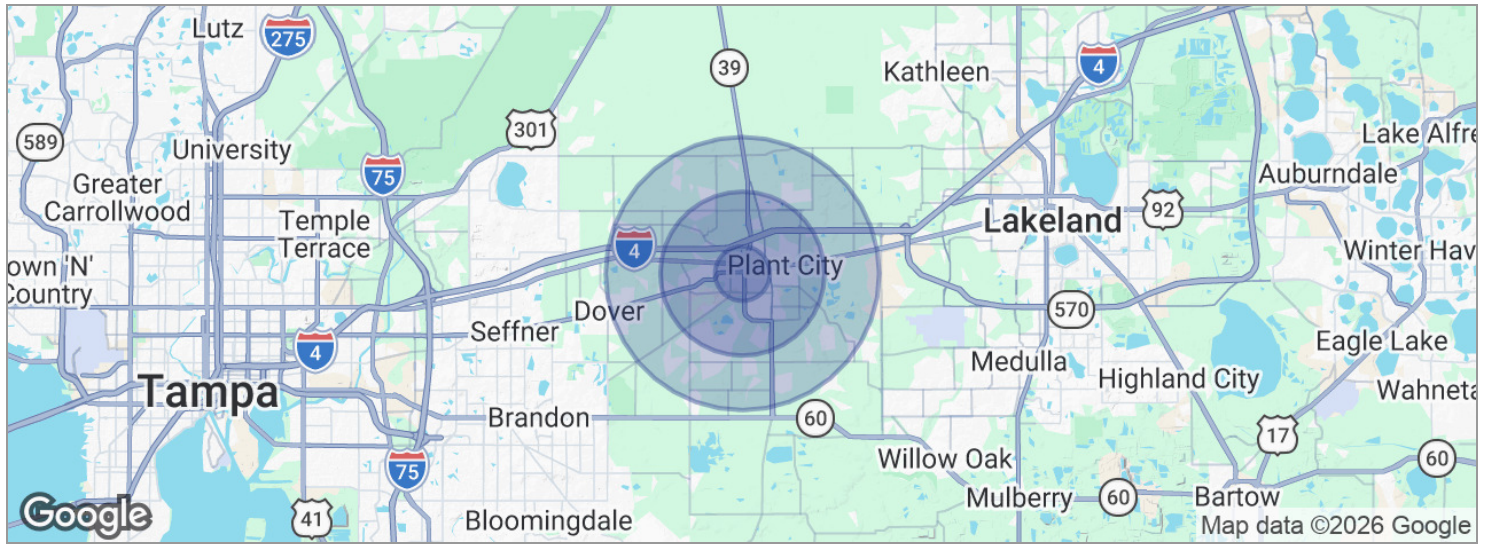 Lutz
275
39
Kathleen
4
589
301
Lake Alfre
University
75
Auburndale
Greater
Carrollwood
92
Temple
Terrace
Lakeland
4
Winter Hav
own 'N'
Country
Plant City
570
Dover
Seffner
4
Eagle Lake
Medulla
Highland City
Tampa
Wahneta
Brandon
60
17
Willow Oak
60
75
Mulberry
60
Bartow
Google
41
Bloomingdale
Map data ©2026 Google